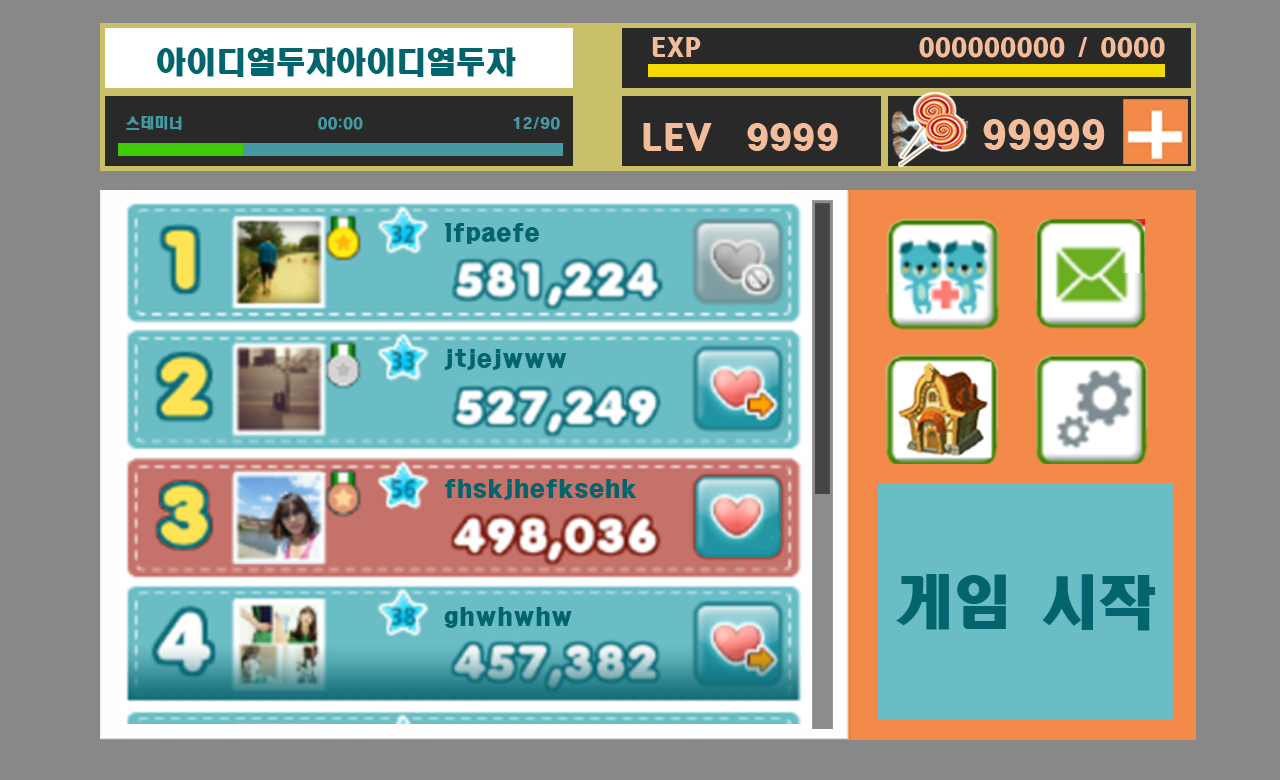 아이디열두자아이디열두자
스테미너 00:00 12/90
EXP 000000000 / 0000
LEV 9999
99999
1
32 lfpaefe
581,224
2
33 jtjejwww
527,249
3
56 fhskjhefksehk
498,036
4
38 ghwhwhw
457,382
게임 시작